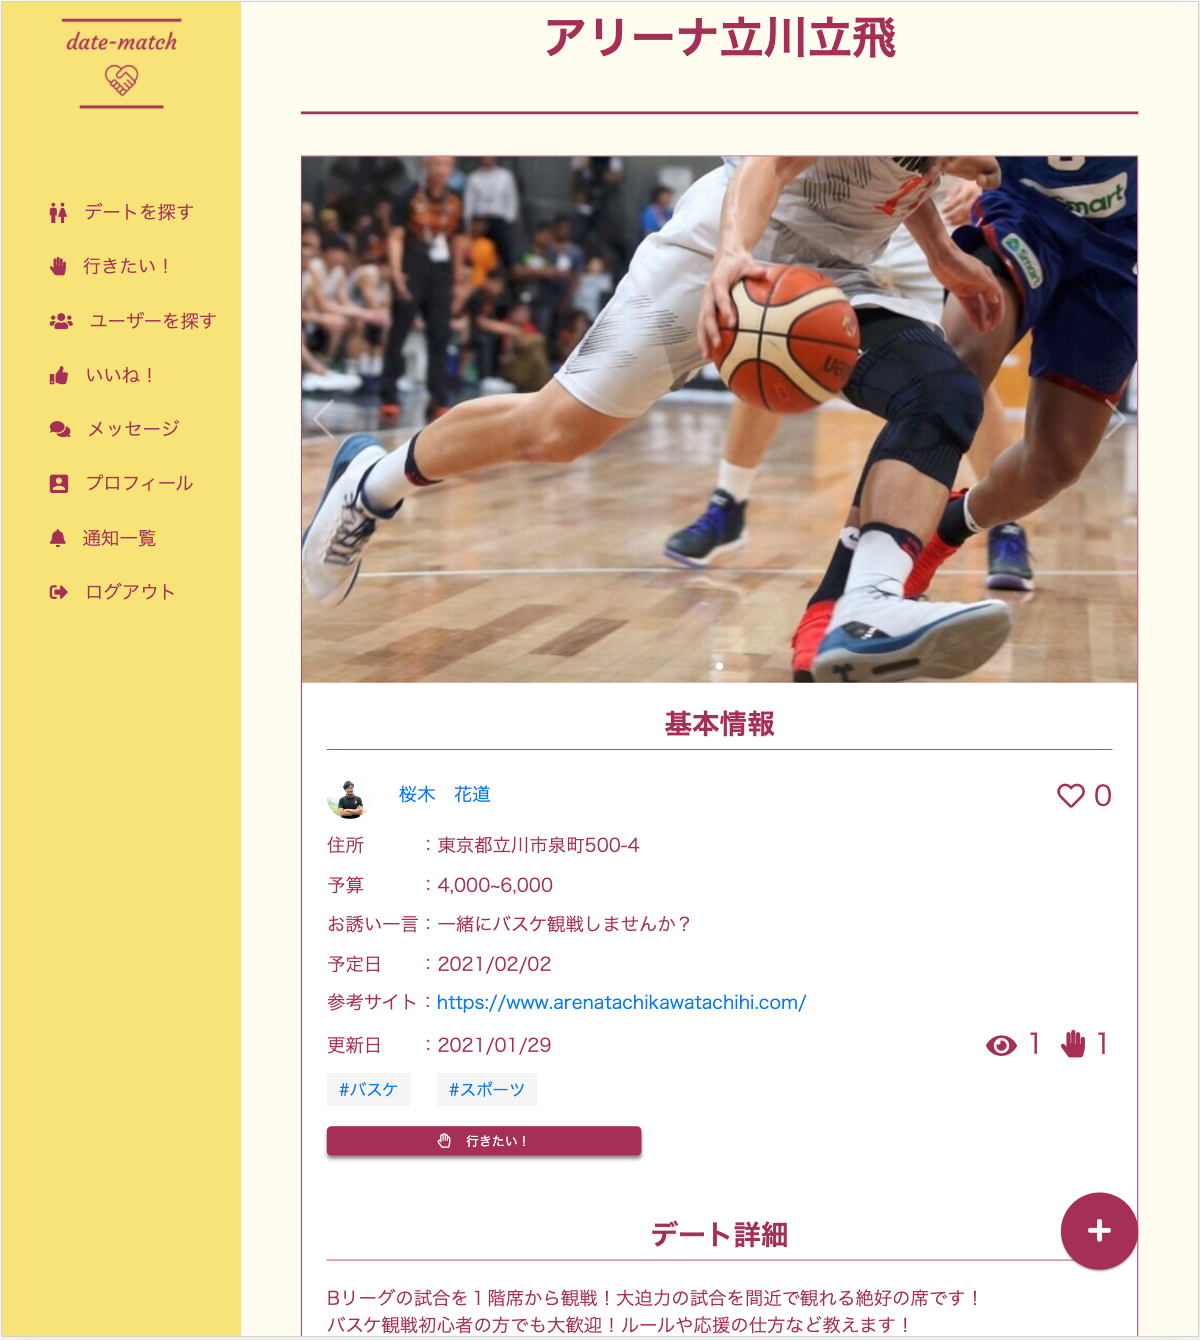 date-match
デートを探す
行きたい！
ユーザーを探す
いいね！
メッセージ
プロフィール
通知一覧
ログアウト
アリーナ立川立飛
smart
Smart
基本情報
桜木　花道
0
住所　　　：東京都立川市泉町500-4
予算　　　：4,000~6,000
お誘い一言：一緒にバスケ観戦しませんか？
予定日　　：2021/02/02
参考サイト：https://www.arenatachikawatachihi.com/
更新日　　：2021/01/29
1 1
#バスケ #スポーツ
行きたい！
デート詳細
Bリーグの試合を１階席から観戦！大迫力の試合を間近で観れる絶好の席です！
バスケ観戦初心者の方でも大歓迎！ルールや応援の仕方など教えます！